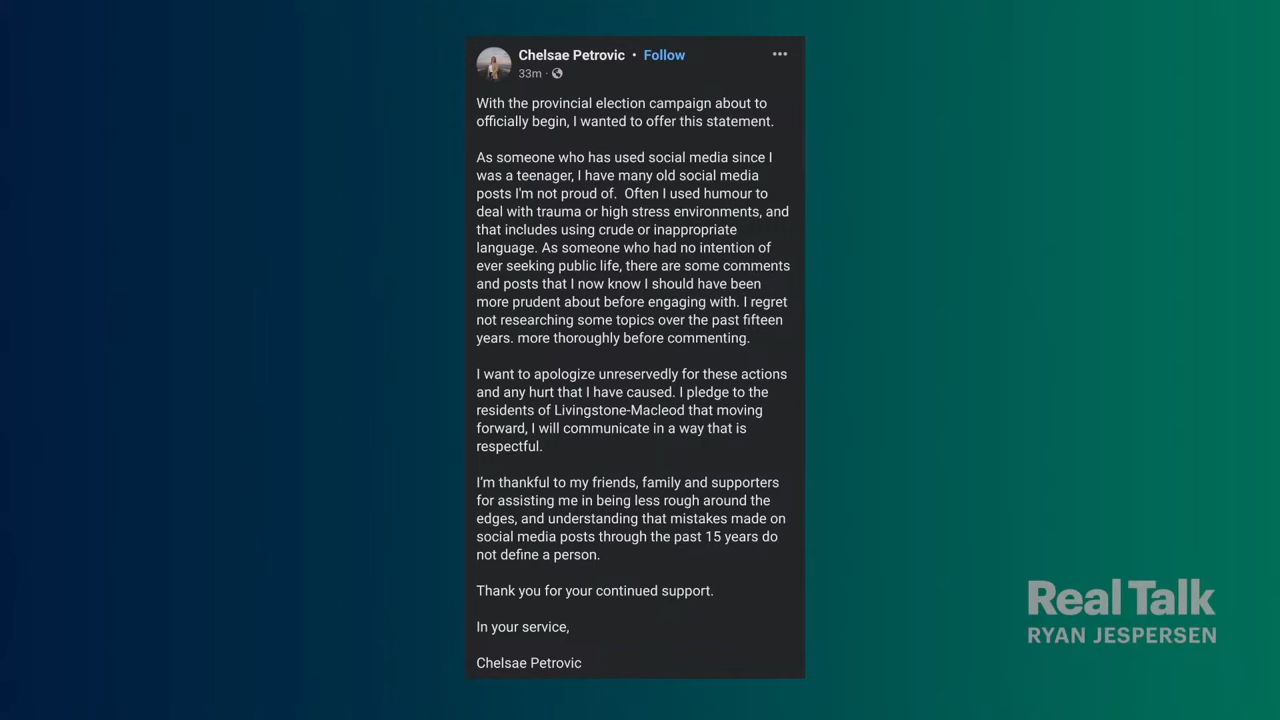 Chelsae Petrovic • Follow
33m ·
With the provincial election campaign about to
officially begin, I wanted to offer this statement.
As someone who has used social media since I
was a teenager, I have many old social media
posts I'm not proud of.  Often I used humour to
deal with trauma or high stress environments, and
that includes using crude or inappropriate
language. As someone who had no intention of
ever seeking public life, there are some comments
and posts that I now know I should have been
more prudent about before engaging with. I regret
not researching some topics over the past fifteen
years. more thoroughly before commenting.
I want to apologize unreservedly for these actions
and any hurt that I have caused. I pledge to the
residents of Livingstone-Macleod that moving
forward, I will communicate in a way that is
respectful.
I'm thankful to my friends, family and supporters
for assisting me in being less rough around the
edges, and understanding that mistakes made on
social media posts through the past 15 years do
not define a person.
Thank you for your continued support.
In your service,
Chelsae Petrovic
Real Talk
RYAN JESPERSEN